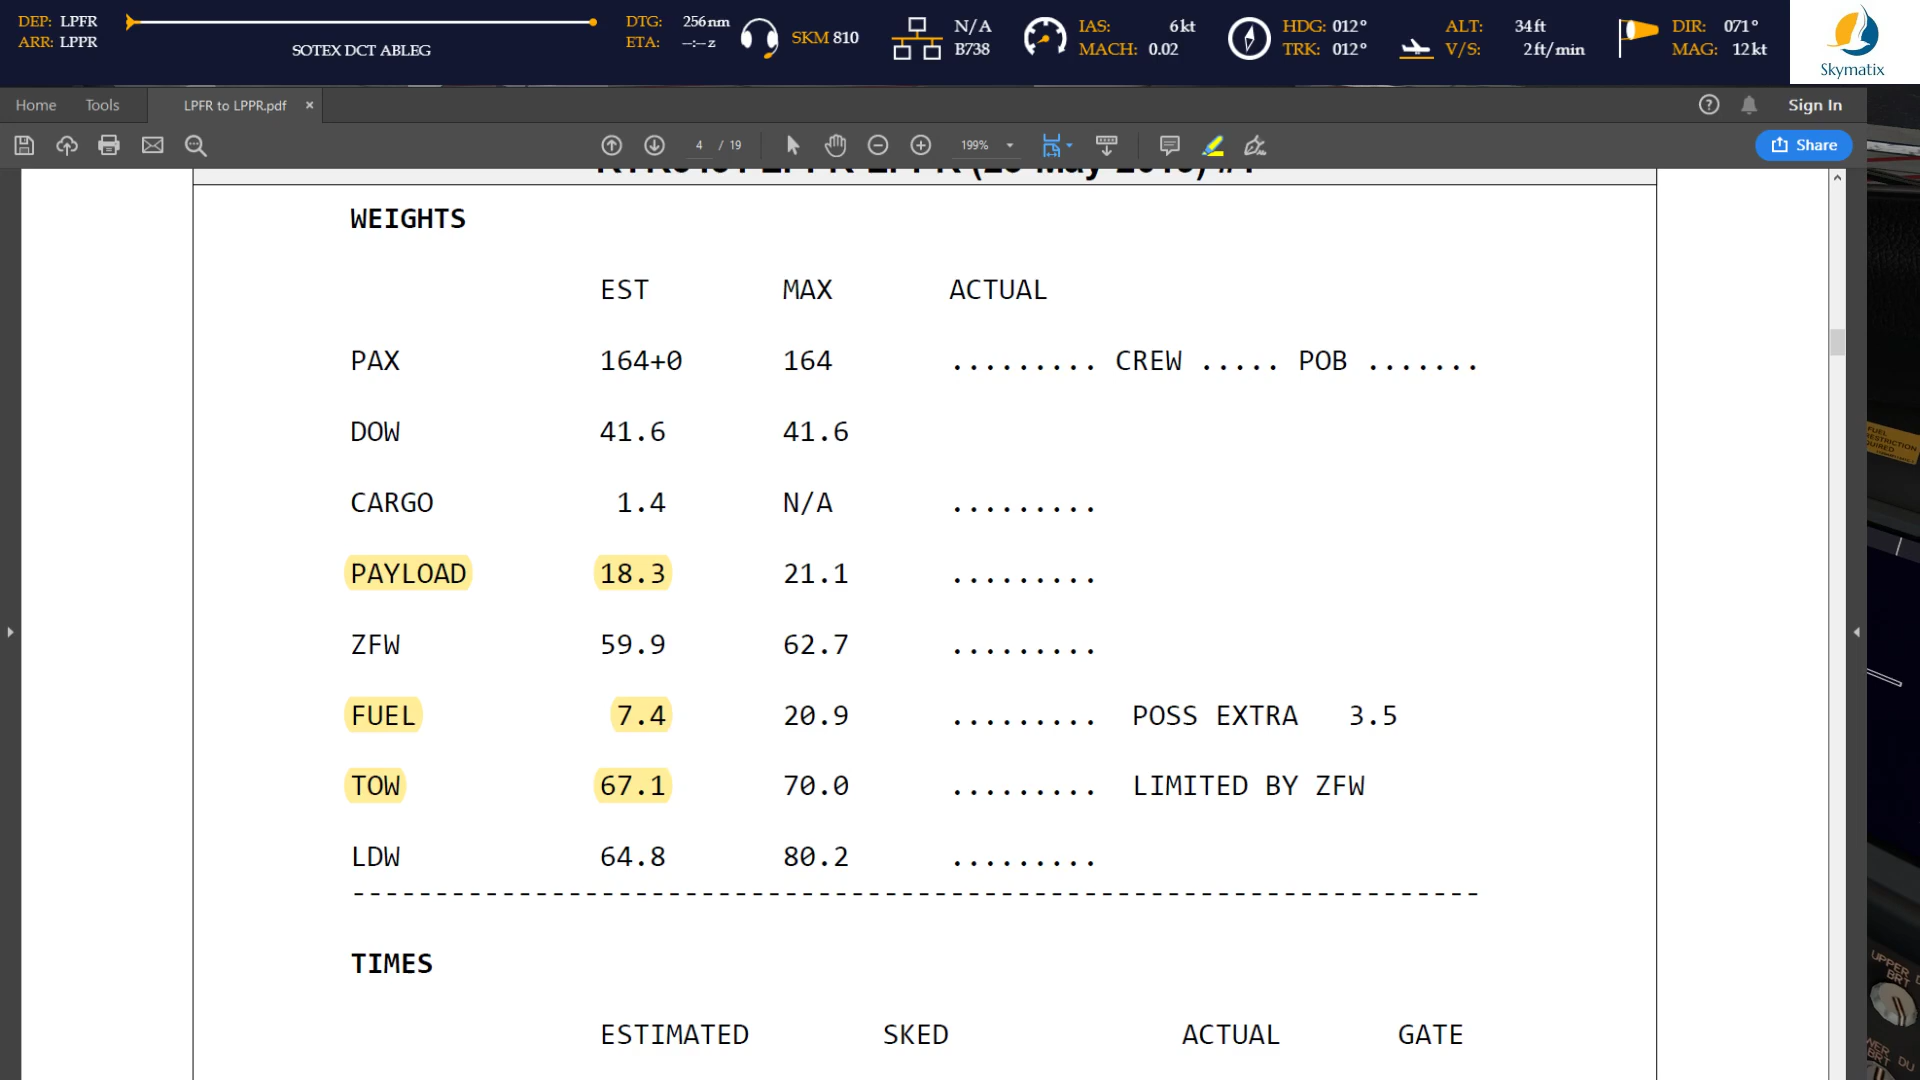 DEP: LPFR
ARR: LPPR
SOTEX DCT ABLEG
DTG: 256nm
ETA: --:-- z
SKM 810
N/A
B738
IAS: 6kt
MACH: 0.02
HDG: 012°
TRK: 012°
ALT: 34ft
V/S: 2ft/min
DIR: 071°
MAG: 12kt
Skymatix
Home Tools LPFR to LPPR.pdf × Sign In
4 / 19 199% Share
WEIGHTS
EST MAX ACTUAL
PAX 164+0 164 ......... CREW ..... POB .......
DOW 41.6 41.6
CARGO 1.4 N/A .........
PAYLOAD 18.3 21.1 .........
ZFW 59.9 62.7 .........
FUEL 7.4 20.9 ......... POSS EXTRA 3.5
TOW 67.1 70.0 ......... LIMITED BY ZFW
LDW 64.8 80.2 .........
--------------------------------------------------------------------
TIMES
ESTIMATED SKED ACTUAL GATE
FUEL
UPPER D
BRT
BRT